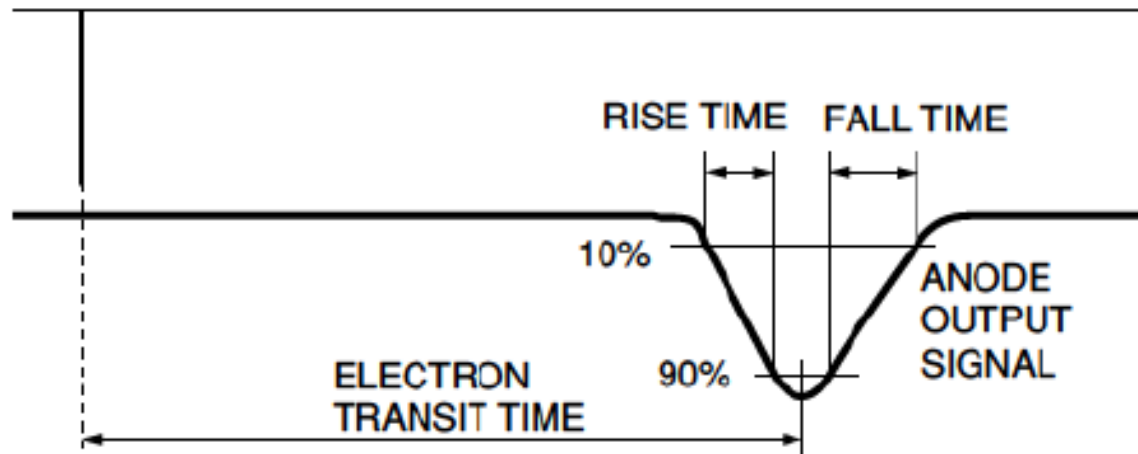 RISE TIME
FALL TIME
10%
ANODE
OUTPUT
SIGNAL
90%
ELECTRON
TRANSIT TIME